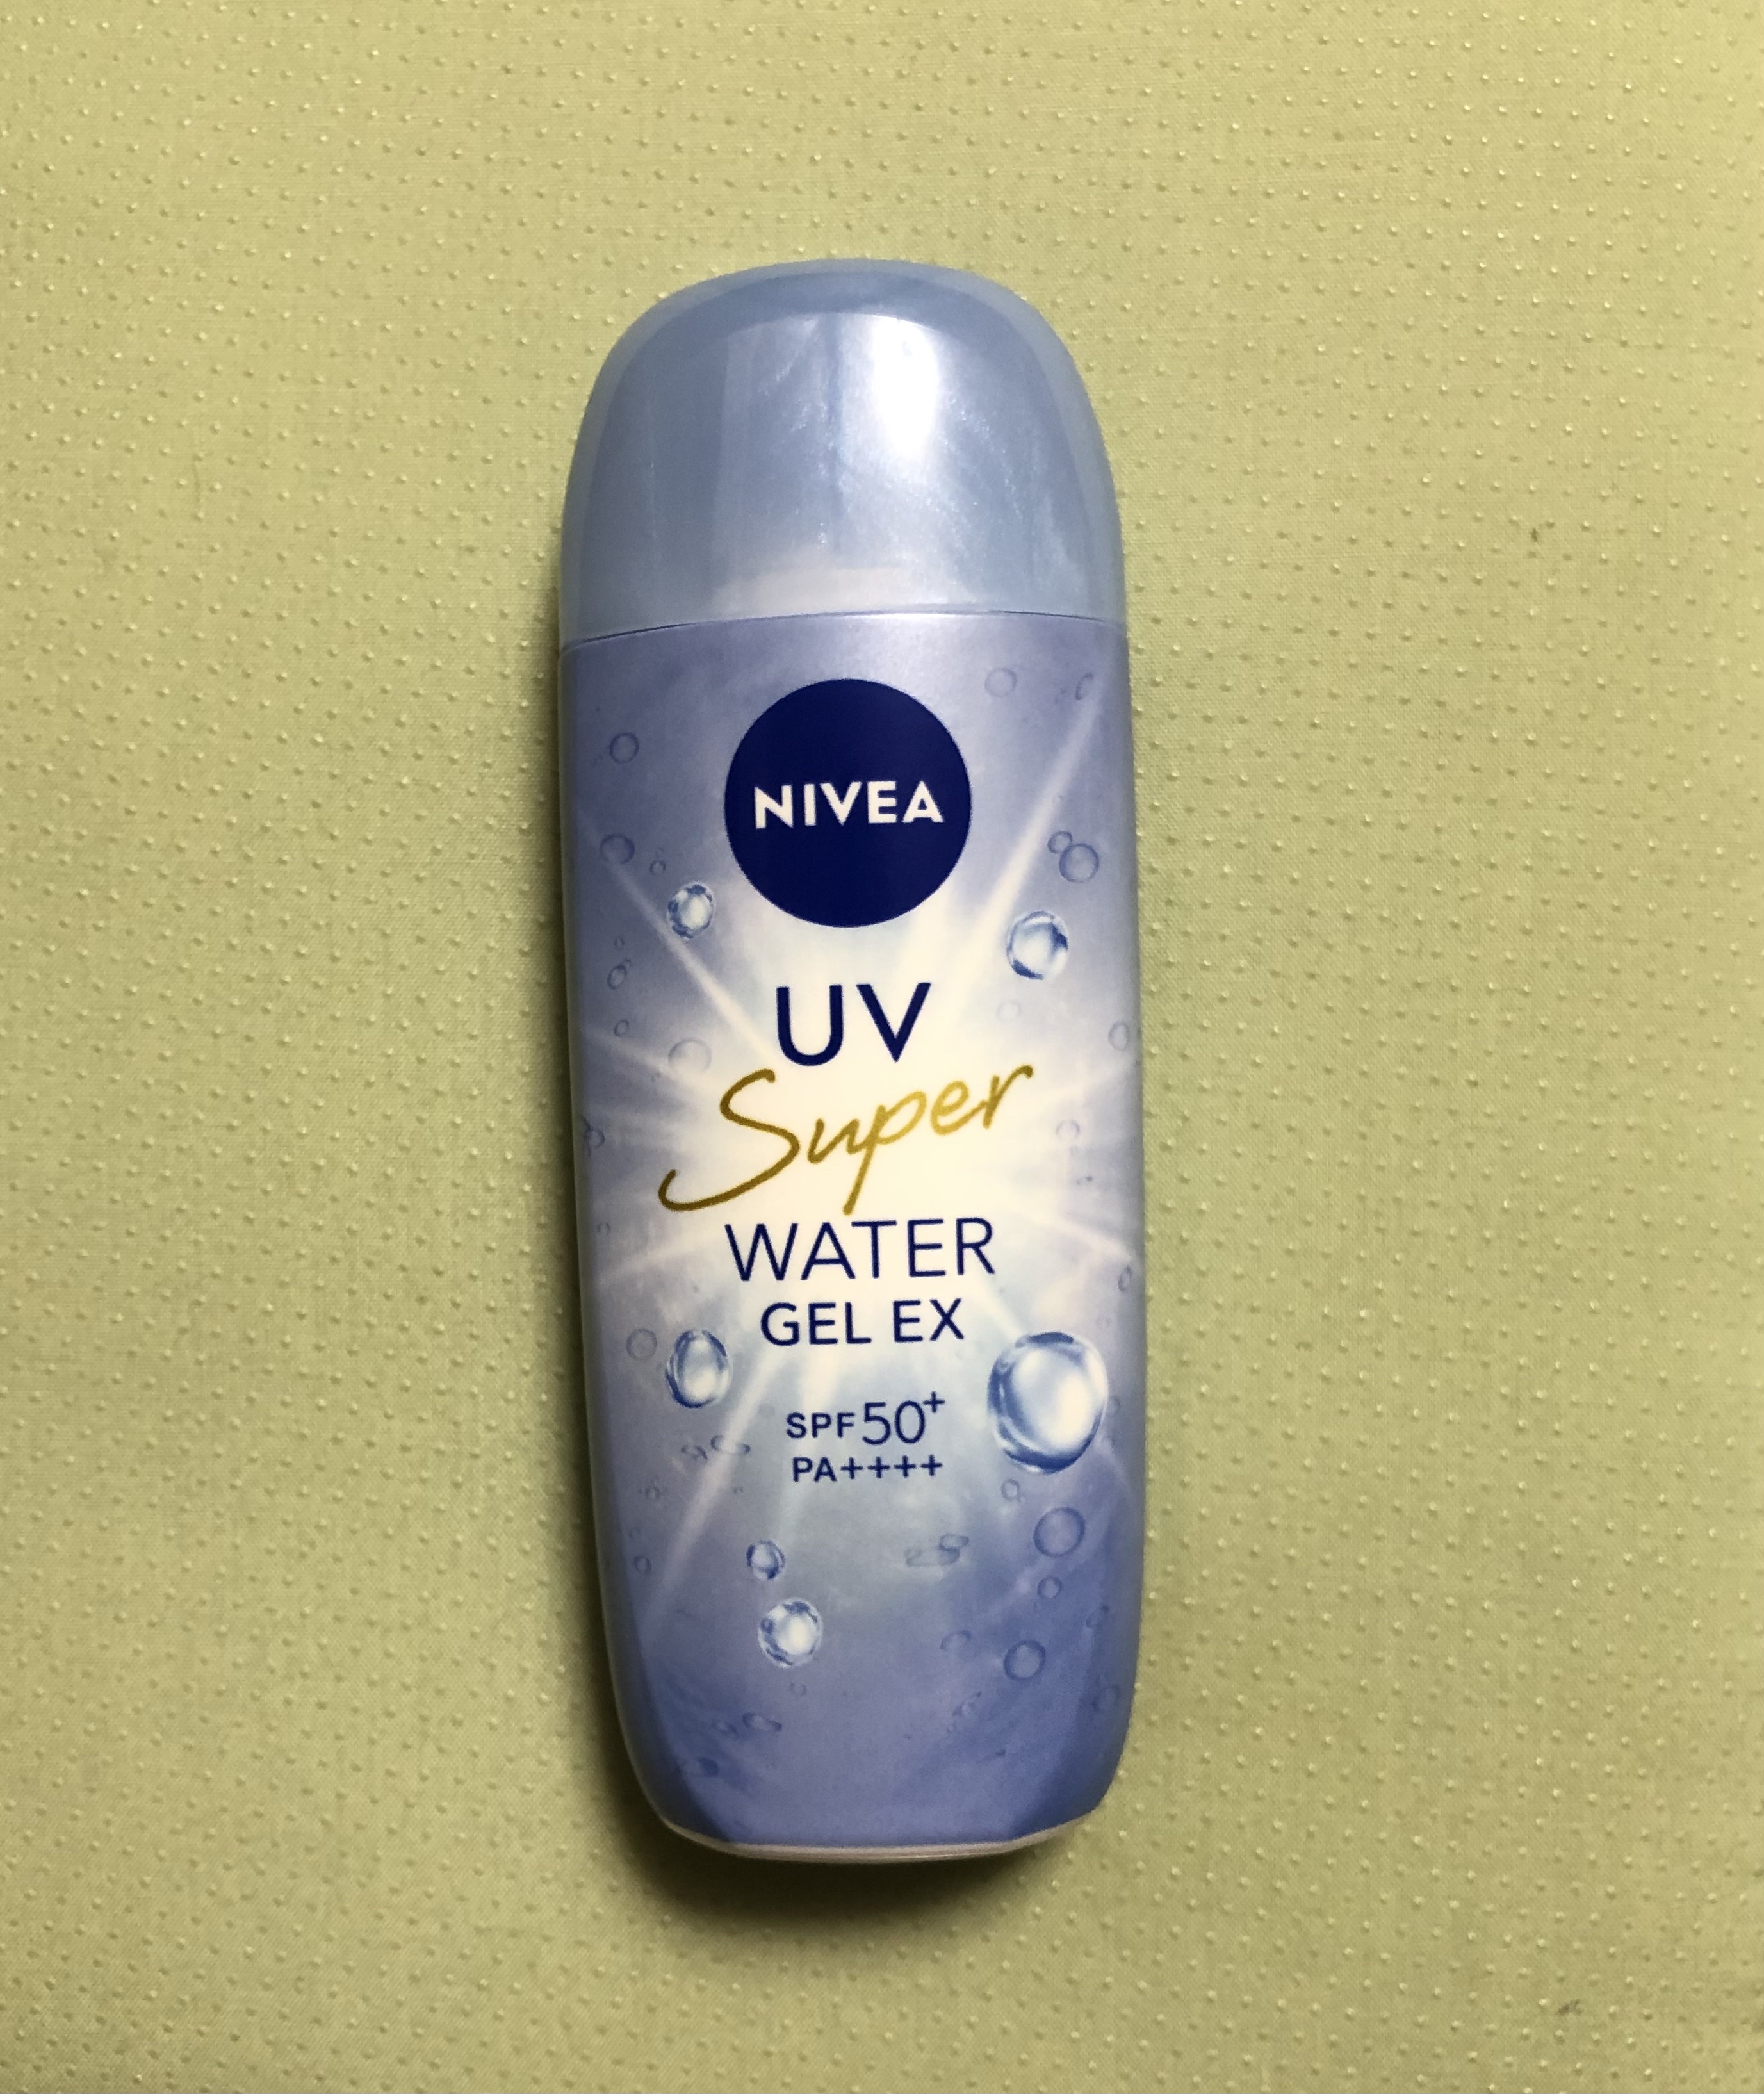 NIVEA
UV
Super
WATER
GEL EX
SPF50+
PA++++